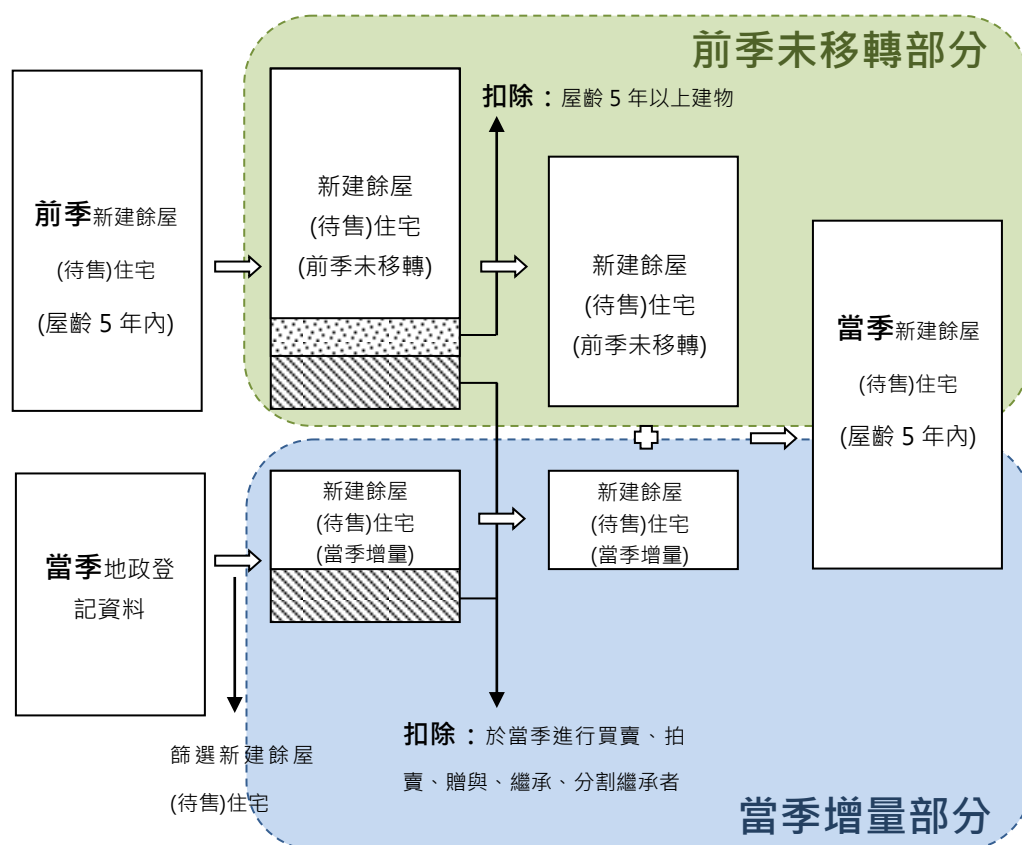 前季未移轉部分
扣除：屋齡 5 年以上建物
前季新建餘屋
(待售)住宅
(屋齡 5 年內)
新建餘屋
(待售)住宅
(前季未移轉)
新建餘屋
(待售)住宅
(前季未移轉)
當季新建餘屋
(待售)住宅
(屋齡 5 年內)
當季地政登
記資料
新建餘屋
(待售)住宅
(當季增量)
新建餘屋
(待售)住宅
(當季增量)
篩選新建餘屋
(待售)住宅
扣除：於當季進行買賣、拍
賣、贈與、繼承、分割繼承者
當季增量部分